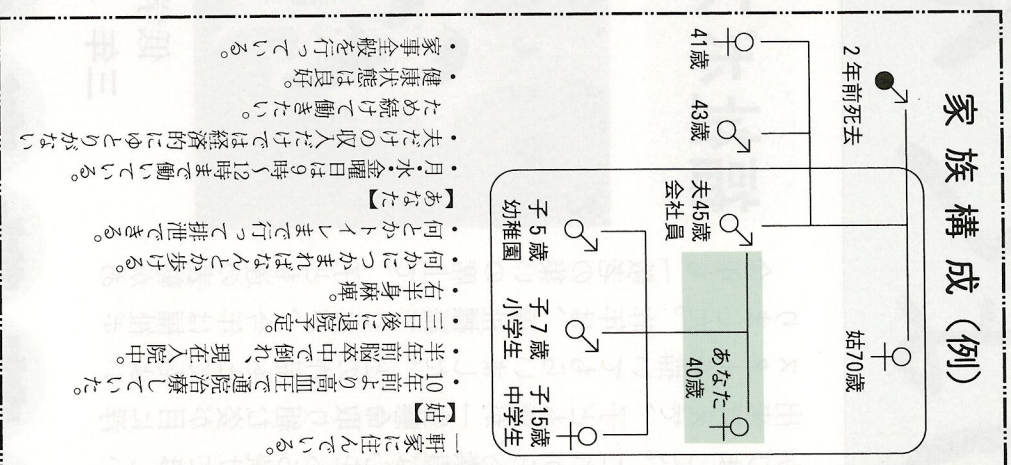 家族構成（例）
2年前死去
姑70歳
41歳
43歳
夫45歳
会社員
あなた
40歳
子5歳
幼稚園
子7歳
小学生
子15歳
中学生
一軒家に住んでいる。
【姑】
・10年前より高血圧で通院治療していた。
・半年前脳卒中で倒れ、現在入院中。
・三日後に退院予定。
・右半身麻痺。
・何かにつかまればなんとか歩ける。
・何とかトイレまで行って排泄できる。
【あなた】
・月・水・金曜日は9時〜12時まで働いている。
・夫だけの収入だけでは経済的にゆとりがない
ため続けて働きたい。
・健康状態は良好。
・家事全般を行っている。